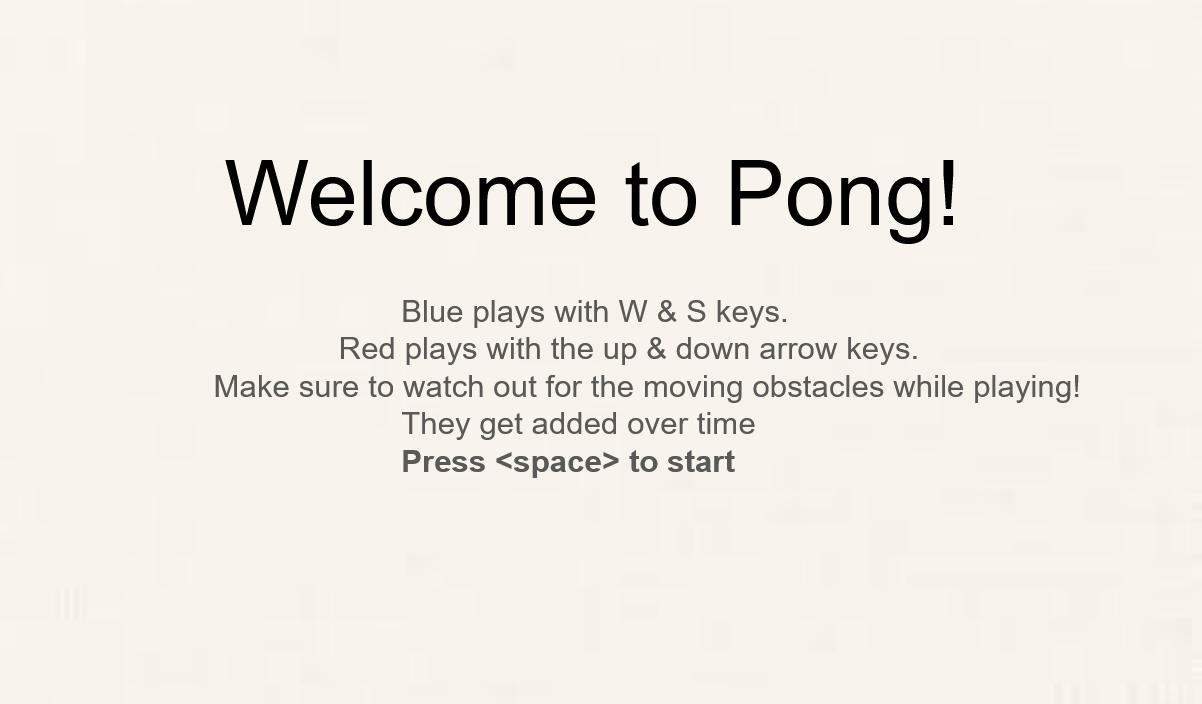 Welcome to Pong!
Blue plays with W & S keys.
Red plays with the up & down arrow keys.
Make sure to watch out for the moving obstacles while playing!
They get added over time
Press <space> to start